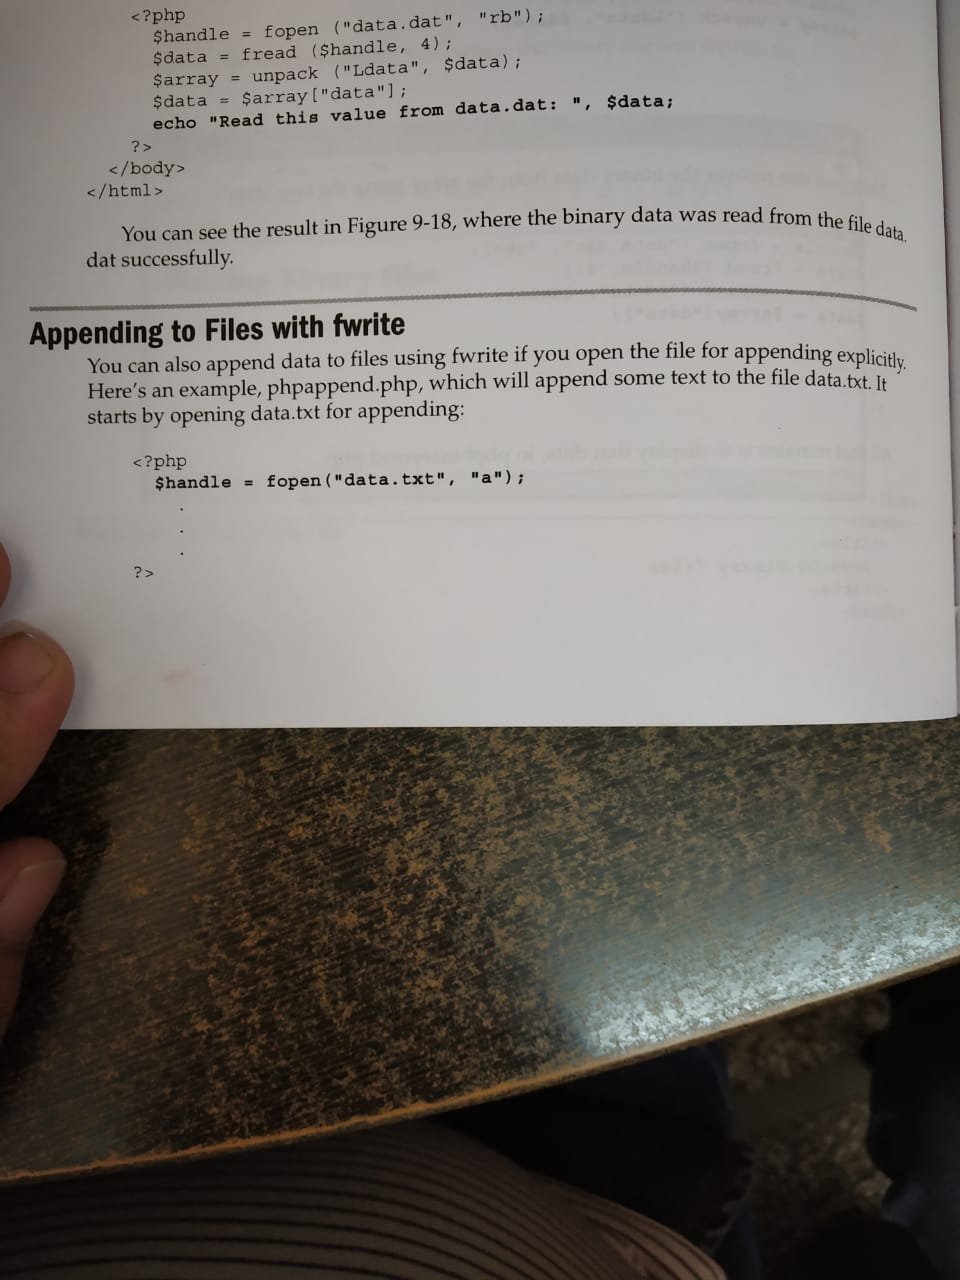 <?php
$handle = fopen ("data.dat", "rb");
$data = fread ($handle, 4);
$array = unpack ("Ldata", $data);
$data = $array["data"];
echo "Read this value from data.dat: ", $data;
?>
</body>
</html>
You can see the result in Figure 9-18, where the binary data was read from the file data.
dat successfully.
Appending to Files with fwrite
You can also append data to files using fwrite if you open the file for appending explicitly.
Here's an example, phpappend.php, which will append some text to the file data.txt. It
starts by opening data.txt for appending:
<?php
$handle = fopen("data.txt", "a");
.
.
.
?>